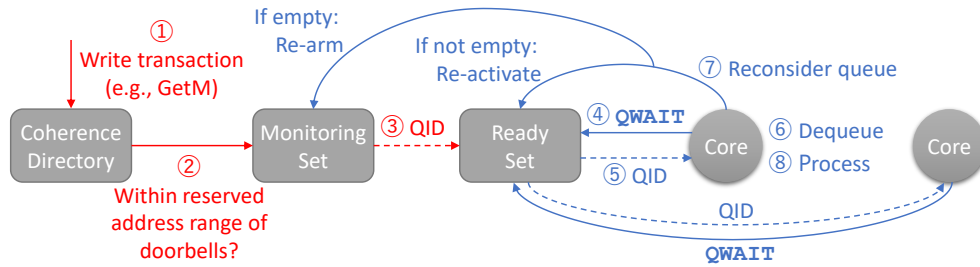 ①
Write transaction
(e.g., GetM)
If empty:
Re-arm
If not empty:
Re-activate
⑦ Reconsider queue
Coherence
Directory
Monitoring
Set
③ QID
Ready
Set
④ QWAIT
⑤ QID
Core
⑥ Dequeue
⑧ Process
Core
②
Within reserved
address range of
doorbells?
QID
QWAIT